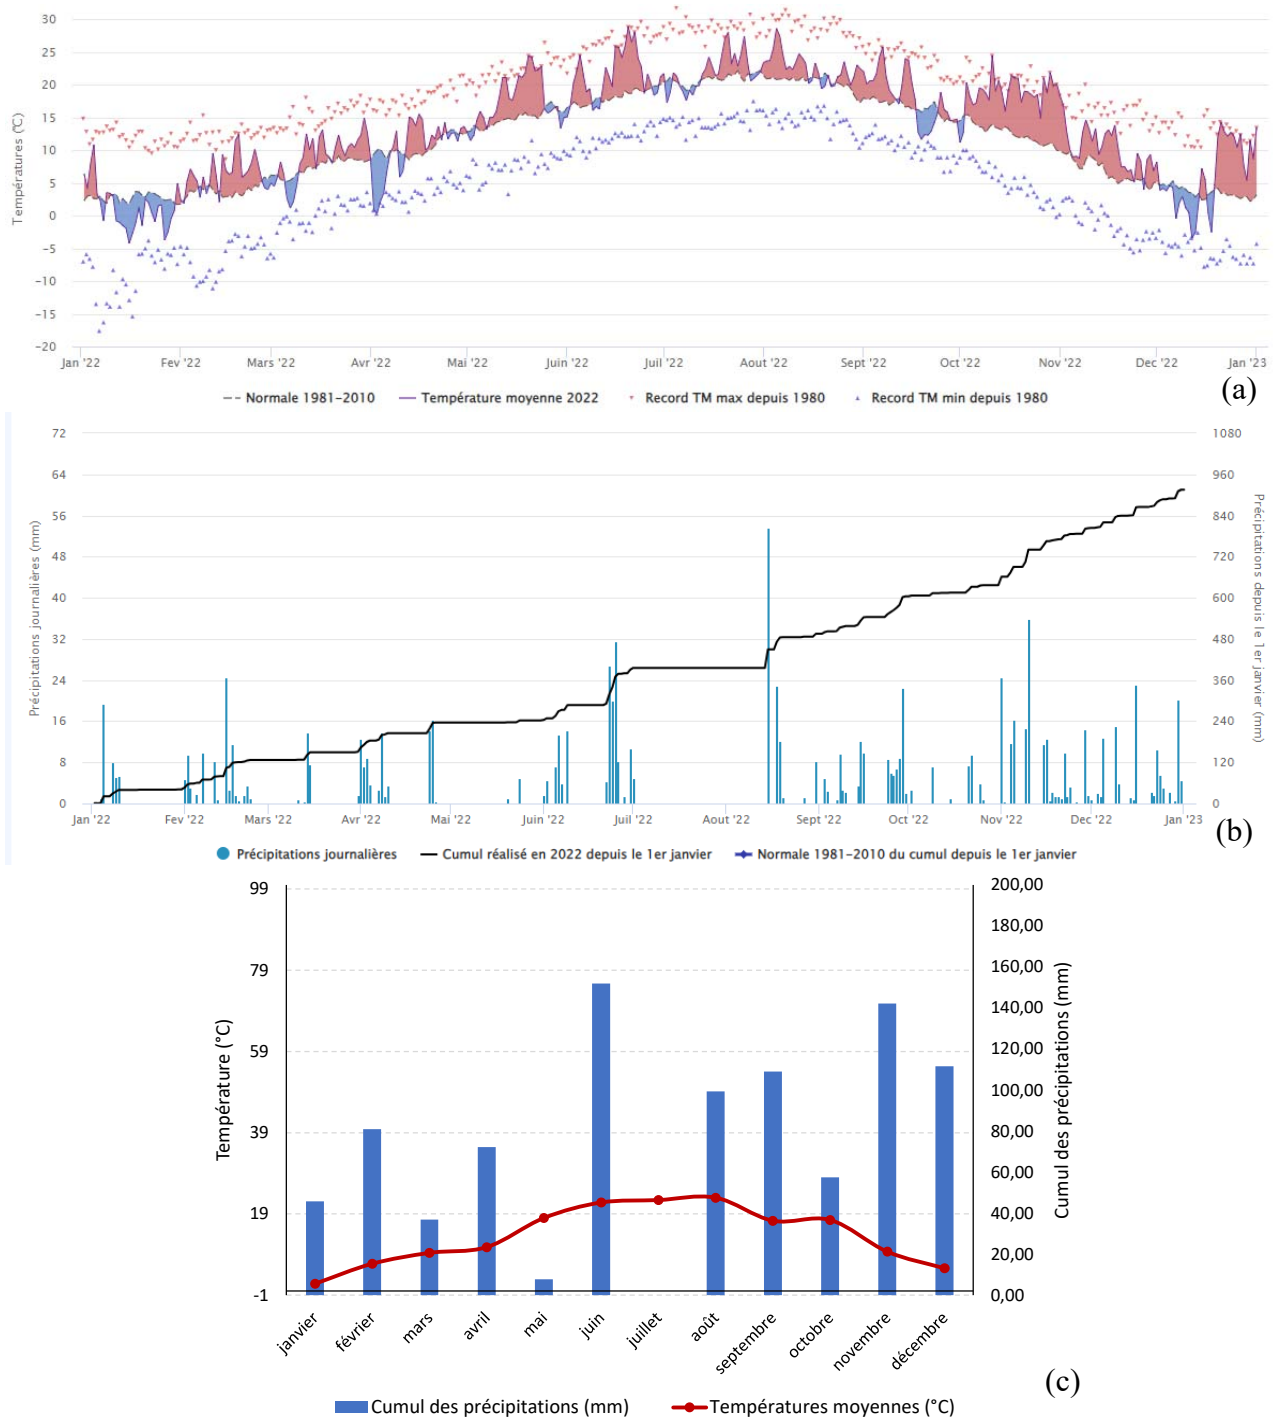 30
25
20
15
10
5
0
−5
−10
−15
−20
Températures (°C)
Jan '22 Fev '22 Mars '22 Avr '22 Mai '22 Juin '22 Juil '22 Aout '22 Sept '22 Oct '22 Nov '22 Dec '22 Jan '23
Normale 1981−2010 Température moyenne 2022 Record TM max depuis 1980 Record TM min depuis 1980
(a)
72 1080
64 960
56 840
48 720
40 600
32 480
24 360
16 240
8 120
0 0
Précipitations journalières (mm)
Précipitations depuis le 1er janvier (mm)
Jan '22 Fev '22 Mars '22 Avr '22 Mai '22 Juin '22 Juil '22 Aout '22 Sept '22 Oct '22 Nov '22 Dec '22 Jan '23
Précipitations journalières Cumul réalisé en 2022 depuis le 1er janvier Normale 1981−2010 du cumul depuis le 1er janvier
(b)
99
79
59
39
19
-1
Température (°C)
200,00
180,00
160,00
140,00
120,00
100,00
80,00
60,00
40,00
20,00
0,00
Cumul des précipitations (mm)
janvier février mars avril mai juin juillet août septembre octobre novembre décembre
(c)
Cumul des précipitations (mm) Températures moyennes (°C)